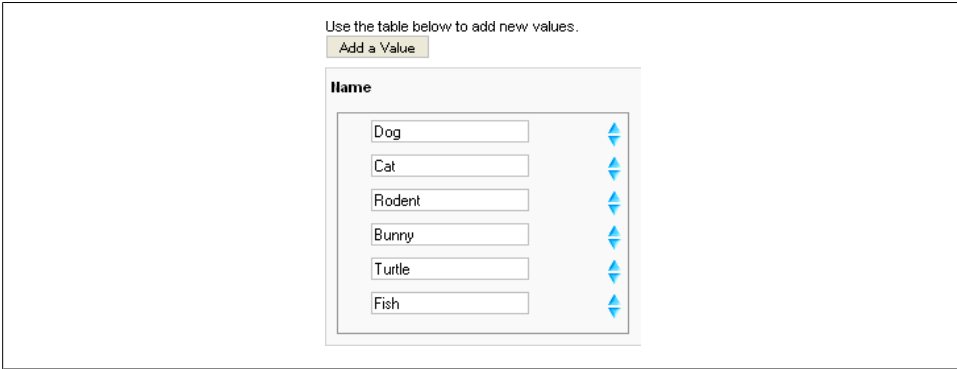 Use the table below to add new values.
Add a Value
Name
Dog
Cat
Rodent
Bunny
Turtle
Fish